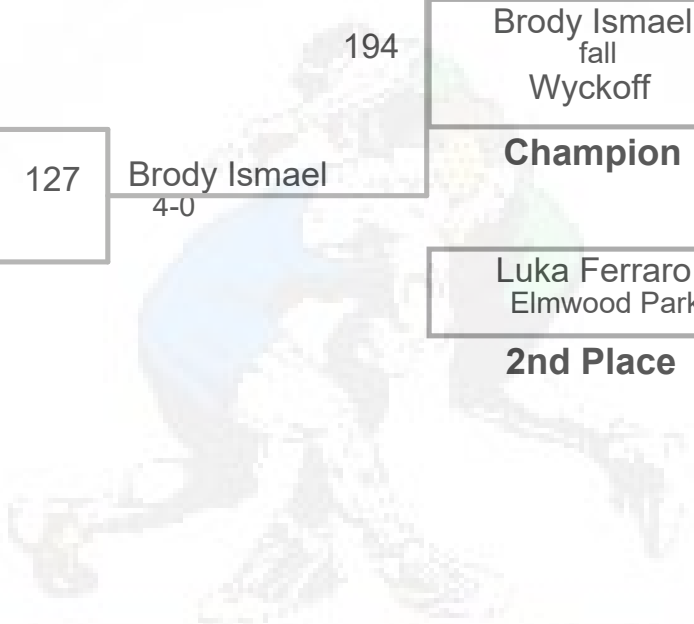 194
Brody Ismael
fall
Wyckoff
Champion
127
Brody Ismael
4-0
Luka Ferraro
Elmwood Park
2nd Place